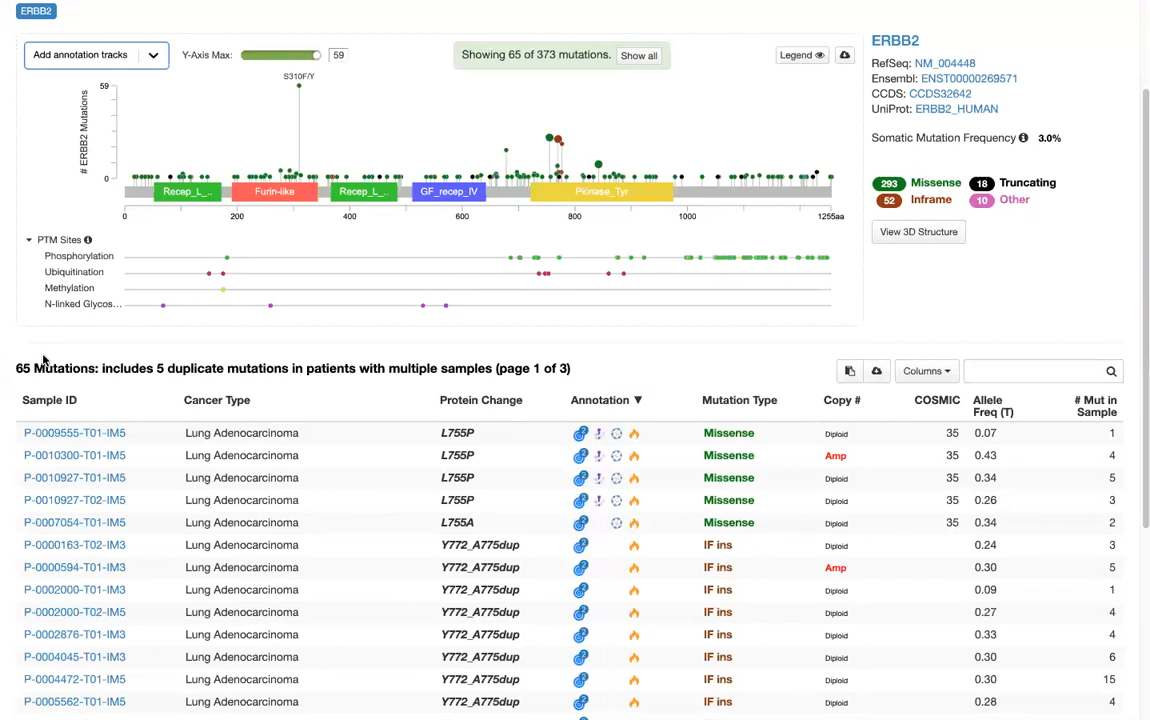 ERBB2
Add annotation tracks
Y-Axis Max:
59
Showing 65 of 373 mutations. Show all
Legend
ERBB2
RefSeq: NM_004448
Ensembl: ENST00000269571
CCDS: CCDS32642
UniProt: ERBB2_HUMAN
Somatic Mutation Frequency 3.0%
293 Missense 18 Truncating
52 Inframe 10 Other
View 3D Structure
S310F/Y
59
# ERBB2 Mutations
0
Recep_L_.. Furin-like Recep_L_.. GF_recep_IV
0 200 400 600 800 1000 1255aa
PTM Sites
Phosphorylation
Ubiquitination
Methylation
N-linked Glycos...
65 Mutations: includes 5 duplicate mutations in patients with multiple samples (page 1 of 3)
Columns
Sample ID Cancer Type Protein Change Annotation ▼ Mutation Type Copy # COSMIC Allele Freq (T) # Mut in Sample
P-0009555-T01-IM5 Lung Adenocarcinoma L755P 2 Missense Diploid 35 0.07 1
P-0010300-T01-IM5 Lung Adenocarcinoma L755P 2 Missense Amp 35 0.43 4
P-0010927-T01-IM5 Lung Adenocarcinoma L755P 2 Missense Diploid 35 0.34 5
P-0010927-T02-IM5 Lung Adenocarcinoma L755P 2 Missense Diploid 35 0.26 3
P-0007054-T01-IM5 Lung Adenocarcinoma L755A 2 Missense Diploid 35 0.34 2
P-0000163-T02-IM3 Lung Adenocarcinoma Y772_A775dup 2 IF ins Diploid 0.24 3
P-0000594-T01-IM3 Lung Adenocarcinoma Y772_A775dup 2 IF ins Amp 0.30 5
P-0002000-T01-IM3 Lung Adenocarcinoma Y772_A775dup 2 IF ins Diploid 0.09 1
P-0002000-T02-IM5 Lung Adenocarcinoma Y772_A775dup 2 IF ins Diploid 0.27 4
P-0002876-T01-IM3 Lung Adenocarcinoma Y772_A775dup 2 IF ins Diploid 0.33 4
P-0004045-T01-IM3 Lung Adenocarcinoma Y772_A775dup 2 IF ins Diploid 0.30 6
P-0004472-T01-IM5 Lung Adenocarcinoma Y772_A775dup 2 IF ins Diploid 0.30 15
P-0005562-T01-IM5 Lung Adenocarcinoma Y772_A775dup 2 IF ins Diploid 0.28 4